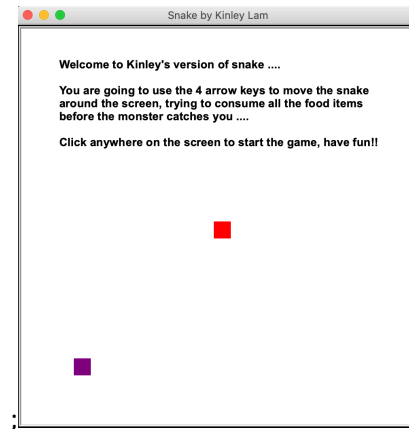 Snake by Kinley Lam
Welcome to Kinley's version of snake ....
You are going to use the 4 arrow keys to move the snake
around the screen, trying to consume all the food items
before the monster catches you ....
Click anywhere on the screen to start the game, have fun!!
;